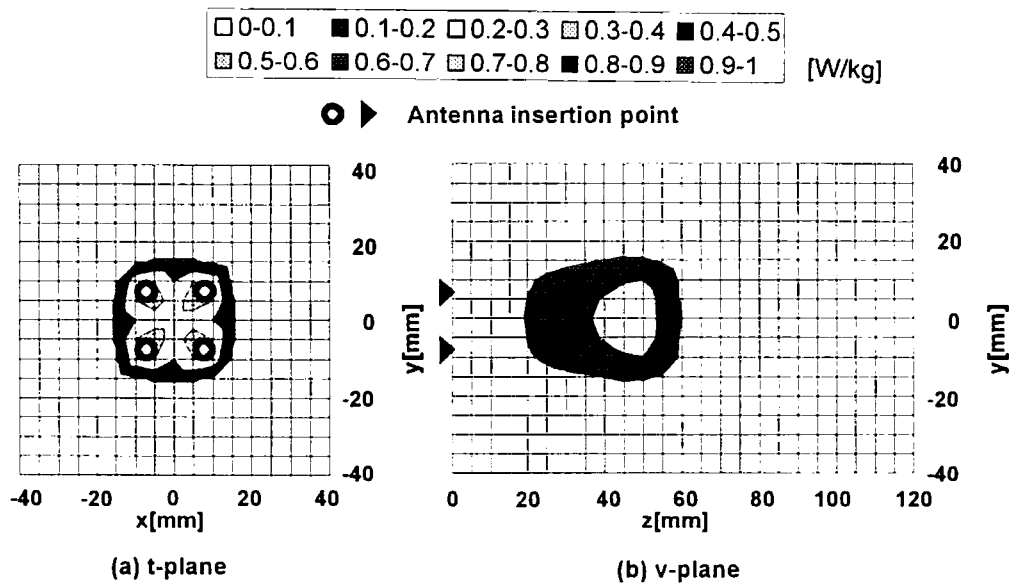 0-0.1 0.1-0.2 0.2-0.3 0.3-0.4 0.4-0.5
0.5-0.6 0.6-0.7 0.7-0.8 0.8-0.9 0.9-1 [W/kg]
Antenna insertion point
40
20
0
-20
-40
y[mm]
-40 -20 0 20 40
x[mm]
(a) t-plane
40
20
0
-20
-40
y[mm]
0 20 40 60 80 100 120
z[mm]
(b) v-plane